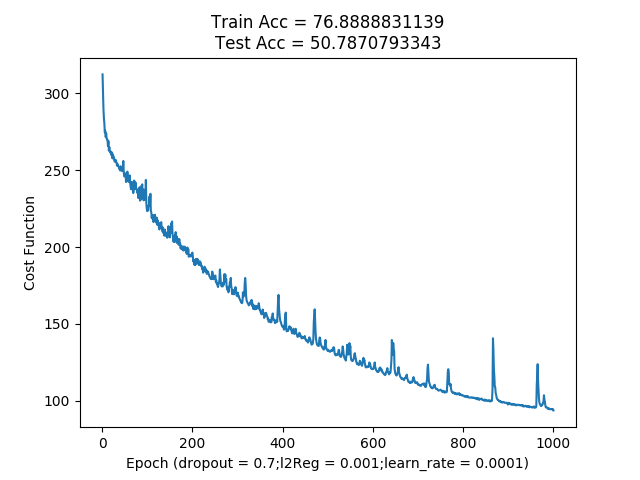 Train Acc = 76.8888831139
Test Acc = 50.7870793343
300
250
200
150
100
Cost Function
0
200
400
600
800
1000
Epoch (dropout = 0.7;l2Reg = 0.001;learn_rate = 0.0001)